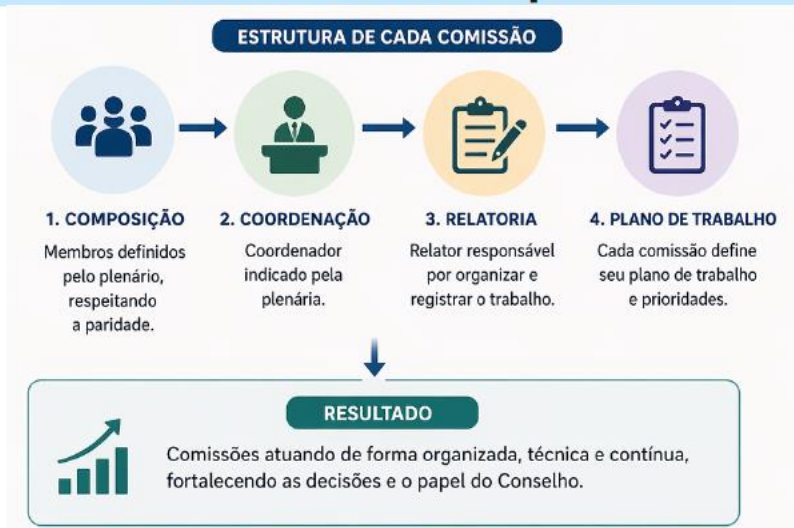 ESTRUTURA DE CADA COMISSÃO
1. COMPOSIÇÃO
Membros definidos
pelo plenário,
respeitando
a paridade.
2. COORDENAÇÃO
Coordenador
indicado pela
plenária.
3. RELATORIA
Relator responsável
por organizar e
registrar o trabalho.
4. PLANO DE TRABALHO
Cada comissão define
seu plano de trabalho
e prioridades.
RESULTADO
Comissões atuando de forma organizada, técnica e contínua,
fortalecendo as decisões e o papel do Conselho.